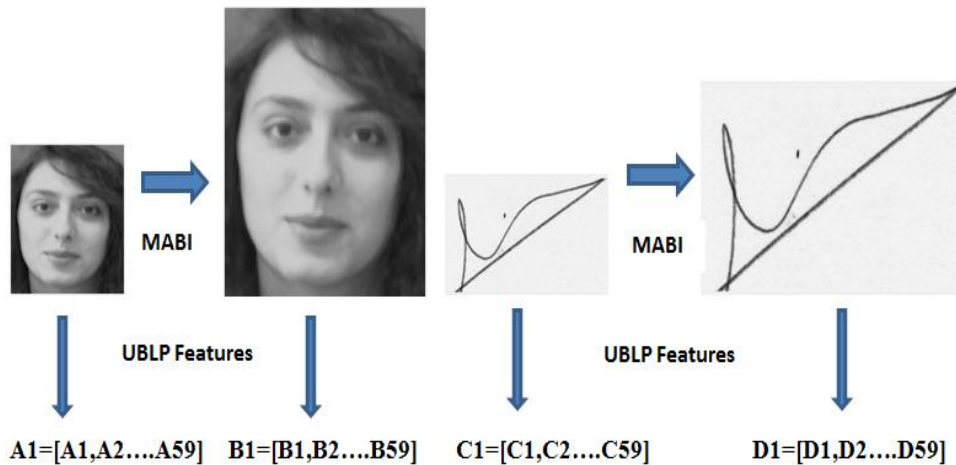 MABI
MABI
UBLP Features
UBLP Features
A1=[A1,A2....A59]
B1=[B1,B2....B59]
C1=[C1,C2....C59]
D1=[D1,D2....D59]